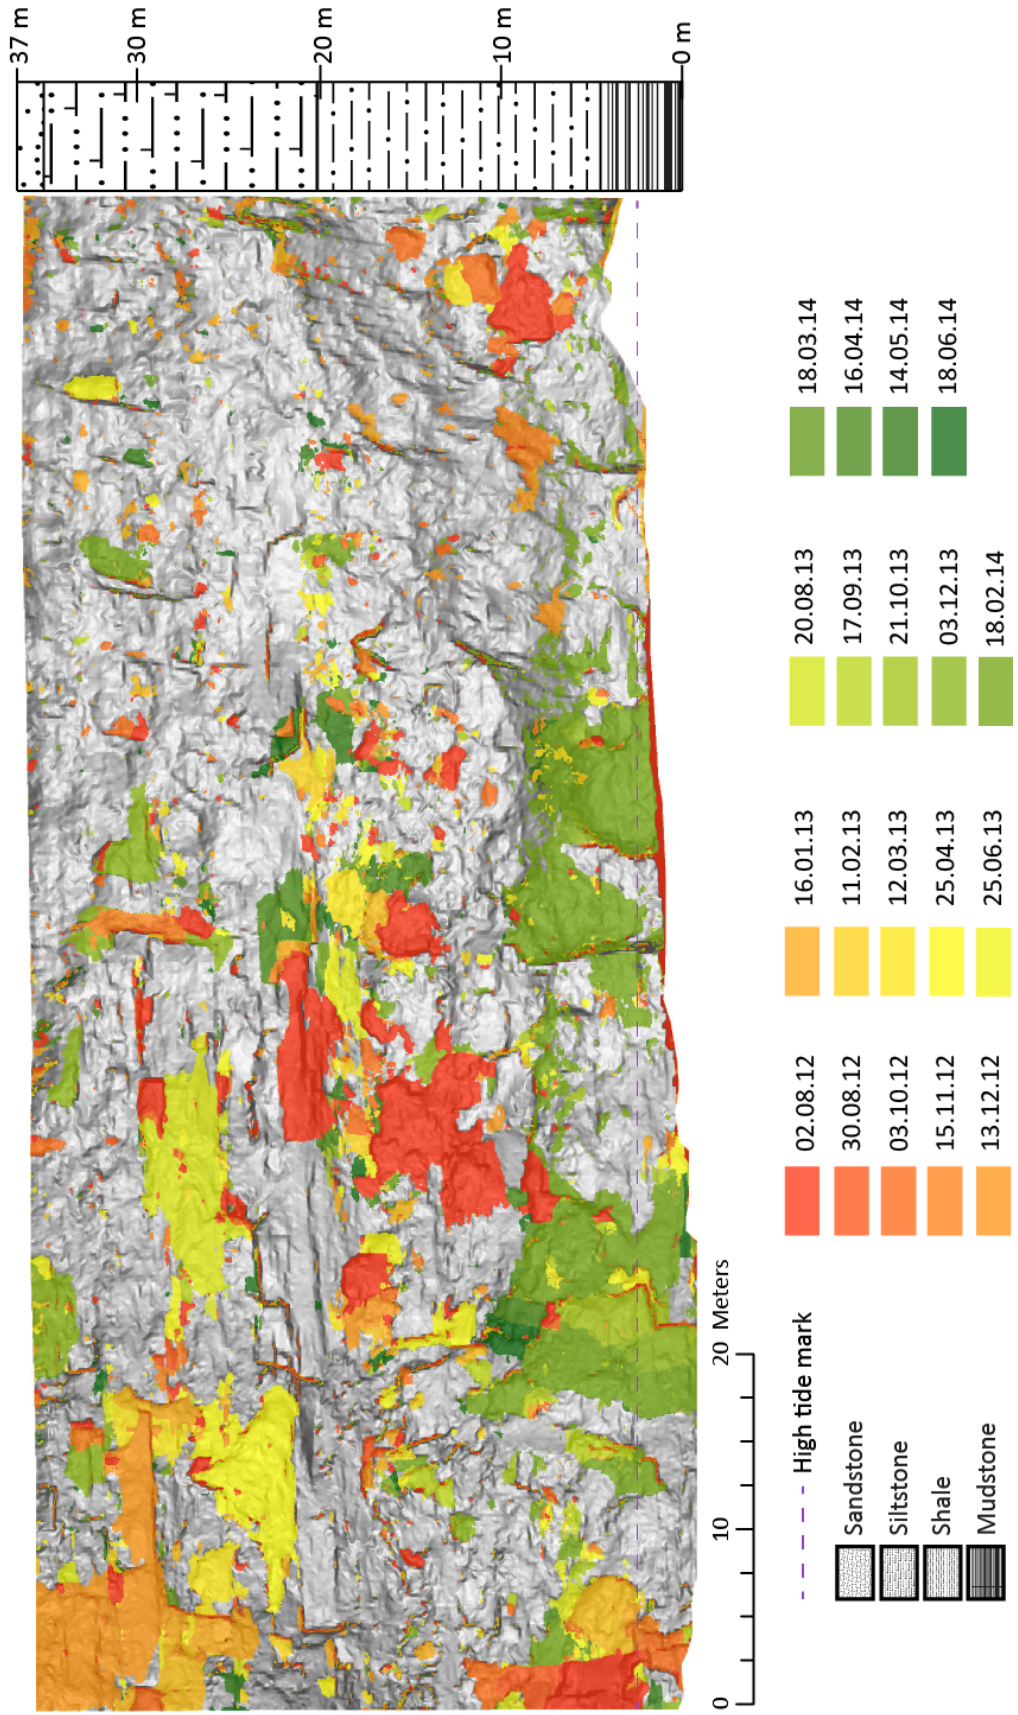 37 m
30 m
20 m
10 m
0 m
0
10
20 Meters
High tide mark
Sandstone
Siltstone
Shale
Mudstone
02.08.12
30.08.12
03.10.12
15.11.12
13.12.12
16.01.13
11.02.13
12.03.13
25.04.13
25.06.13
20.08.13
17.09.13
21.10.13
03.12.13
18.02.14
18.03.14
16.04.14
14.05.14
18.06.14